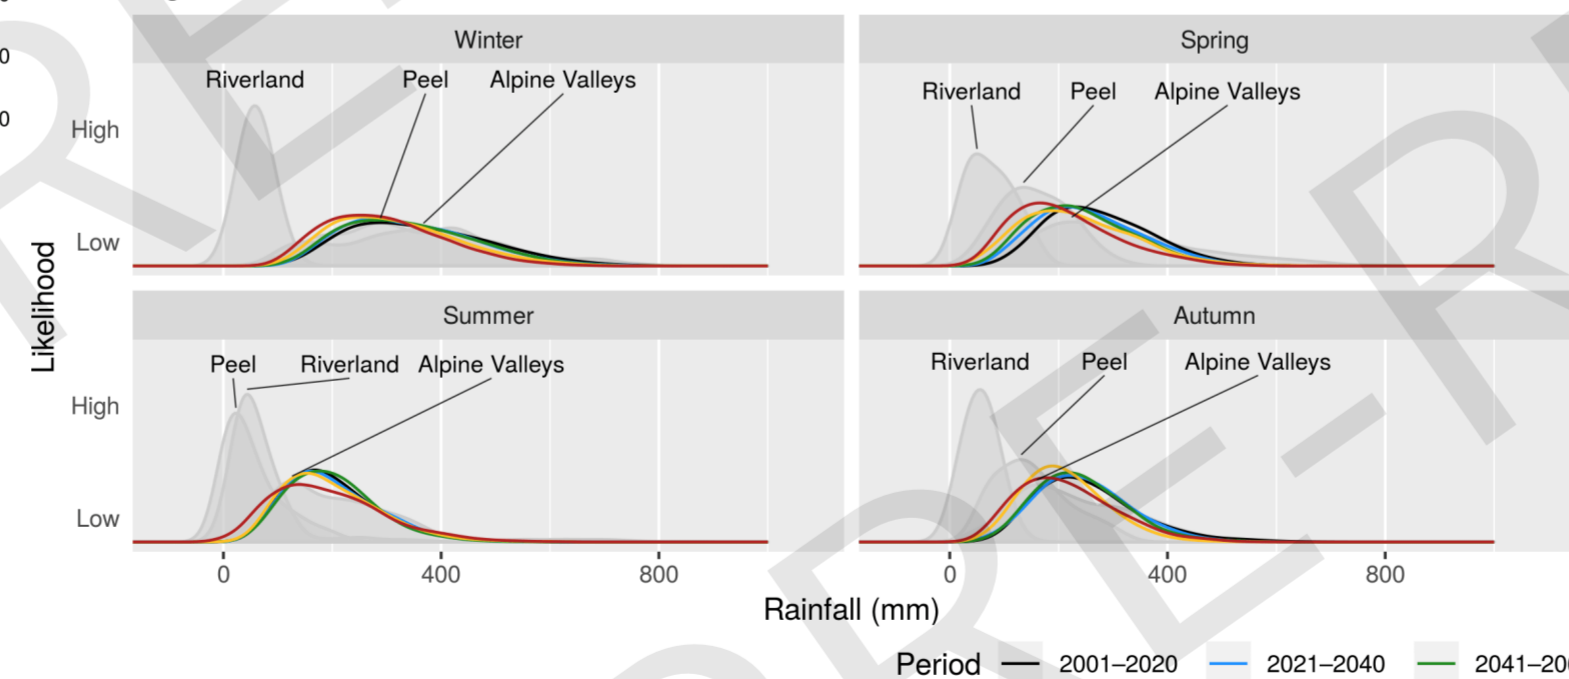 Winter Spring
Riverland Peel Alpine Valleys
Riverland Peel Alpine Valleys
High
Low
Likelihood
Summer Autumn
Peel Riverland Alpine Valleys
Riverland Peel Alpine Valleys
High
Low
0 400 800 0 400 800
Rainfall (mm)
Period 2001–2020 2021–2040